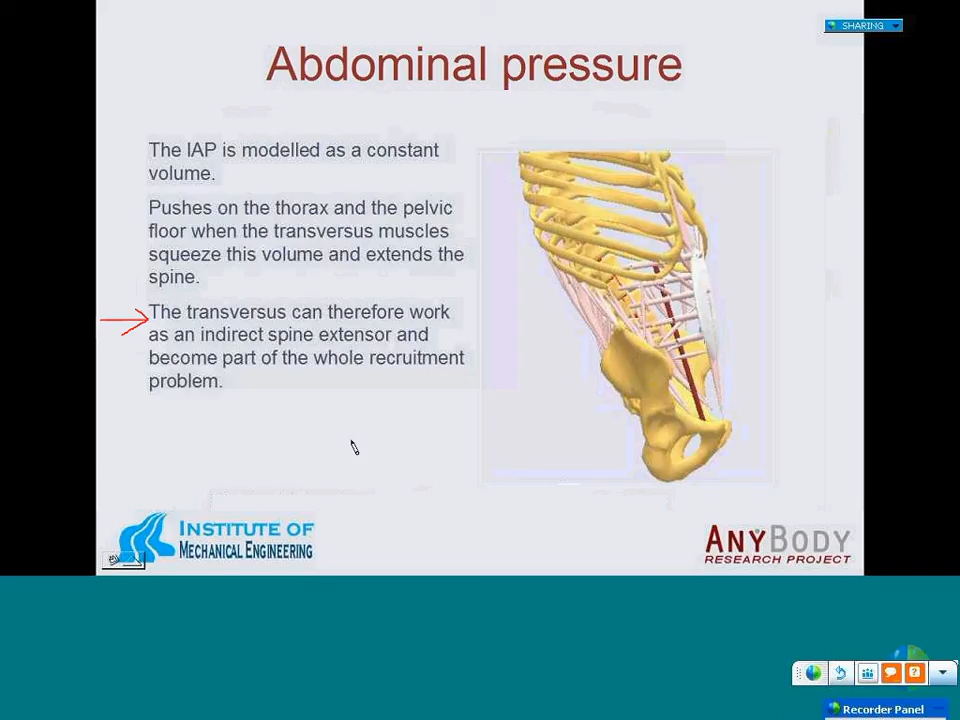 SHARING
Abdominal pressure
The IAP is modelled as a constant
volume.
Pushes on the thorax and the pelvic
floor when the transversus muscles
squeeze this volume and extends the
spine.
The transversus can therefore work
as an indirect spine extensor and
become part of the whole recruitment
problem.
INSTITUTE OF
MECHANICAL ENGINEERING
ANYBODY
RESEARCH PROJECT
Recorder Panel